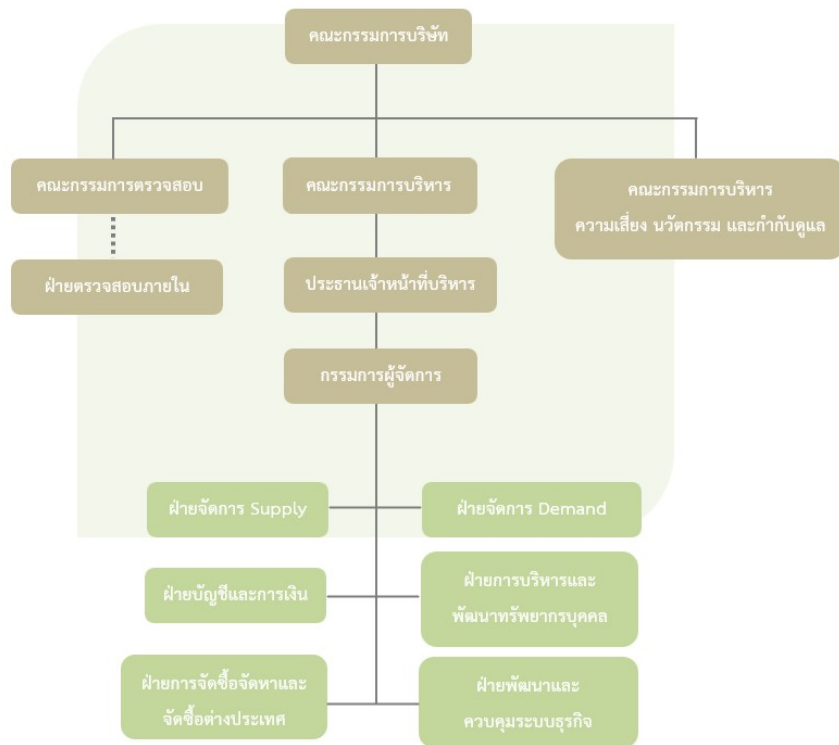 คณะกรรมการบริษัท
คณะกรรมการตรวจสอบ
คณะกรรมการบริหาร
คณะกรรมการบริหาร
ความเสี่ยง นวัตกรรม และกำกับดูแล
ฝ่ายตรวจสอบภายใน
ประธานเจ้าหน้าที่บริหาร
กรรมการผู้จัดการ
ฝ่ายจัดการ Supply
ฝ่ายจัดการ Demand
ฝ่ายบัญชีและการเงิน
ฝ่ายการบริหารและ
พัฒนาทรัพยากรบุคคล
ฝ่ายการจัดซื้อจัดหาและ
จัดซื้อต่างประเทศ
ฝ่ายพัฒนาและ
ควบคุมระบบธุรกิจ